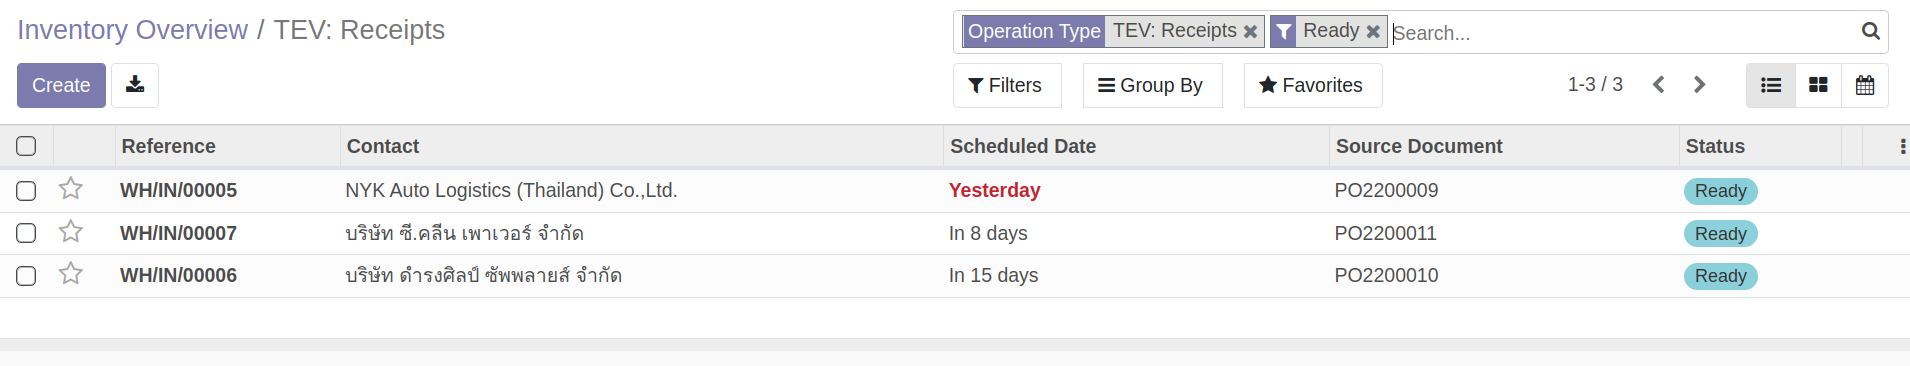 Inventory Overview / TEV: Receipts
Operation Type TEV: Receipts Ready Search...
Create Filters Group By Favorites 1-3 / 3
Reference Contact Scheduled Date Source Document Status
WH/IN/00005 NYK Auto Logistics (Thailand) Co.,Ltd. Yesterday PO2200009 Ready
WH/IN/00007 บริษัท ซี.คลีน เพาเวอร์ จำกัด In 8 days PO2200011 Ready
WH/IN/00006 บริษัท ดำรงศิลป์ ซัพพลายส์ จำกัด In 15 days PO2200010 Ready